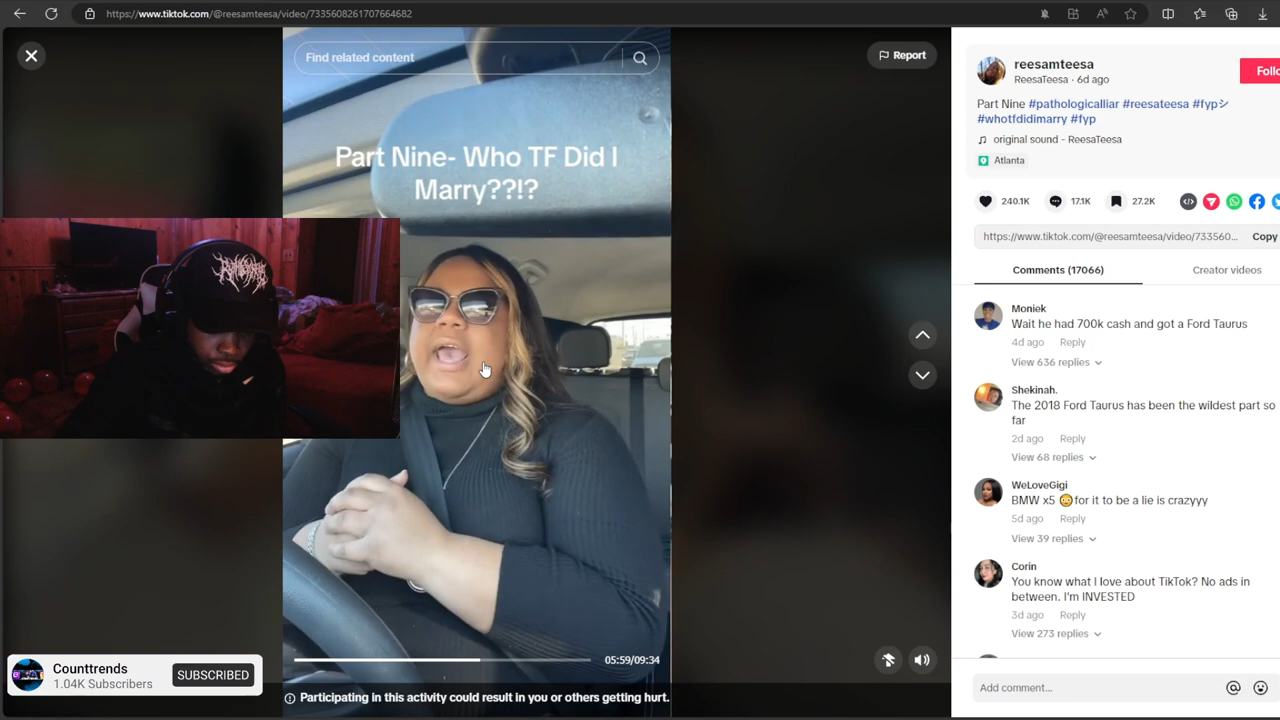 https://www.tiktok.com/@reesamteesa/video/7335608261707664682
Find related content
Report
Part Nine- Who TF Did I
Marry??!?
05:59/09:34
Participating in this activity could result in you or others getting hurt.
Counttrends
1.04K Subscribers
SUBSCRIBED
reesamteesa
ReesaTeesa · 6d ago
Follo
Part Nine #pathologicalliar #reesateesa #fypシ
#whotfdidimarry #fyp
original sound - ReesaTeesa
Atlanta
240.1K
17.1K
27.2K
https://www.tiktok.com/@reesamteesa/video/733560...
Copy
Comments (17066)
Creator videos
Moniek
Wait he had 700k cash and got a Ford Taurus
4d ago Reply
View 636 replies
Shekinah.
The 2018 Ford Taurus has been the wildest part so
far
2d ago Reply
View 68 replies
WeLoveGigi
BMW x5 😳for it to be a lie is crazyyy
5d ago Reply
View 39 replies
Corin
You know what I love about TikTok? No ads in
between. I'm INVESTED
3d ago Reply
View 273 replies
Add comment...